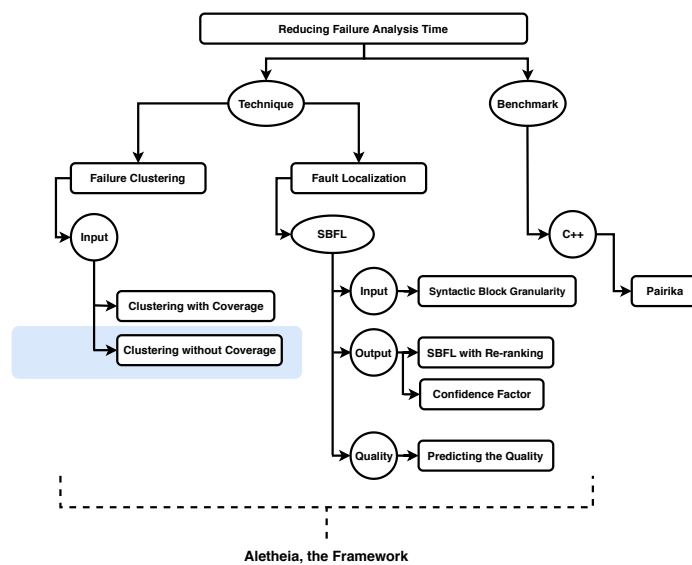 Reducing Failure Analysis Time
Technique
Benchmark
Failure Clustering
Fault Localization
Input
SBFL
C++
Clustering with Coverage
Clustering without Coverage
Input
Syntactic Block Granularity
Pairika
Output
SBFL with Re-ranking
Confidence Factor
Quality
Predicting the Quality
Aletheia, the Framework